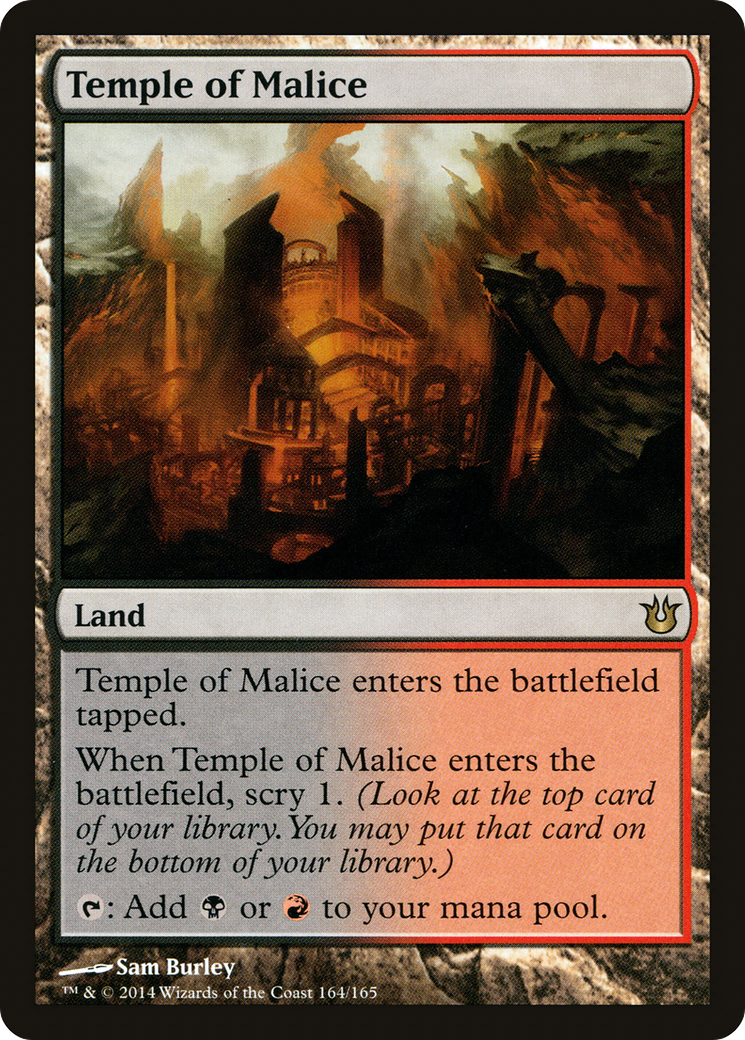 Temple of Malice
Land
Temple of Malice enters the battlefield
tapped.
When Temple of Malice enters the
battlefield, scry 1. (Look at the top card
of your library. You may put that card on
the bottom of your library.)
: Add or to your mana pool.
Sam Burley
™ & © 2014 Wizards of the Coast 164/165